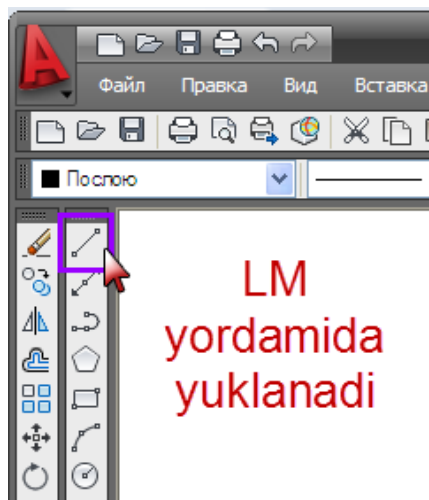 Файл Правка Вид Вставка
Послою
LM
yordamida
yuklanadi